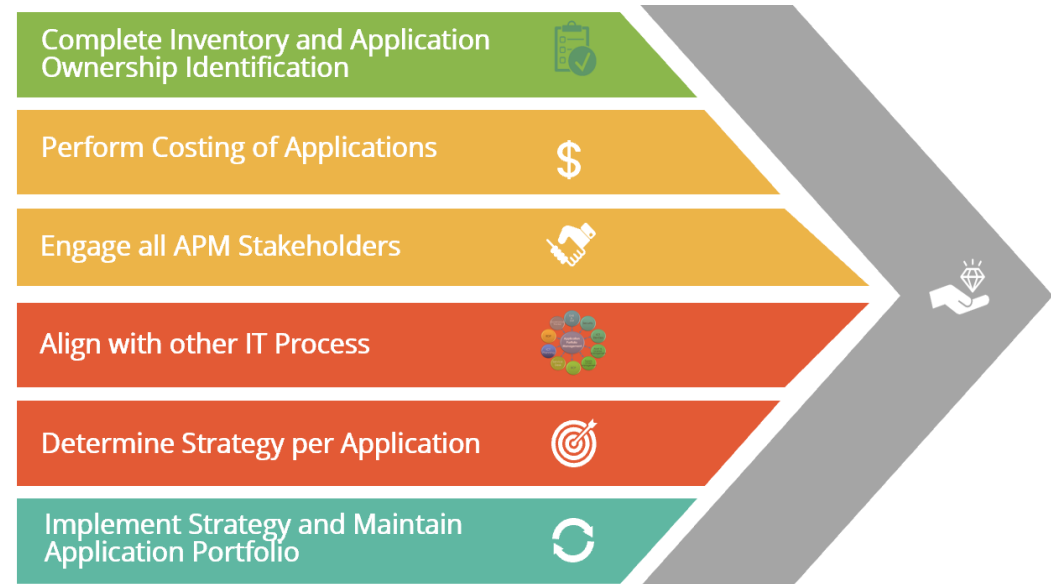 Complete Inventory and Application
Ownership Identification
Perform Costing of Applications
$
Engage all APM Stakeholders
Align with other IT Process
Determine Strategy per Application
Implement Strategy and Maintain
Application Portfolio